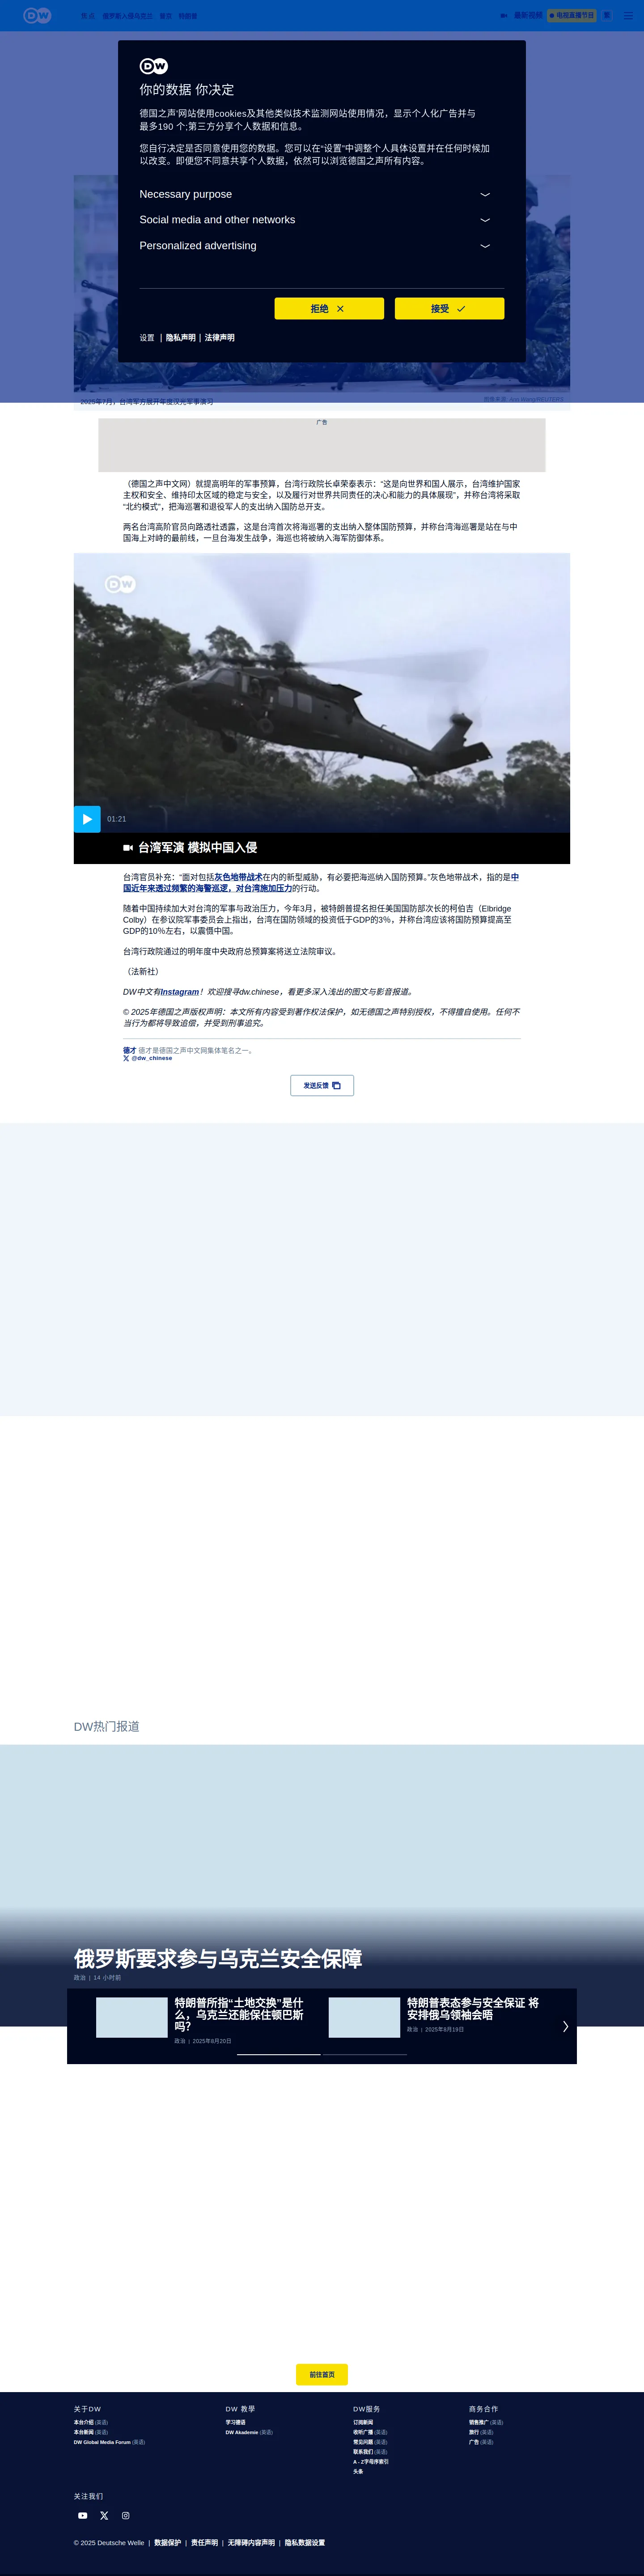 DW
热点
俄罗斯入侵乌克兰
最新视频
电视直播节目
繁
DW
你的数据 你决定
德国之声'网站使用cookies及其他类似技术监测网站使用情况，显示个人化广告并与
最多190 个;第三方分享个人数据和信息。
您自行决定是否同意使用您的数据。您可以在“设置”中调整个人具体设置并在任何时候加
以改变。即便您不同意共享个人数据，依然可以浏览德国之声所有内容。
Necessary purpose
Social media and other networks
Personalized advertising
拒绝
接受
设置 | 隐私声明 | 法律声明
2025年7月，台湾军方展开年度汉光军事演习
图像来源: Ann Wang/REUTERS
广告
（德国之声中文网）就提高明年的军事预算，台湾行政院长卓荣泰表示：“这是向世界和国人展示，台湾维护国家
主权和安全、维持印太区域的稳定与安全，以及履行对世界共同责任的决心和能力的具体展现”，并称台湾将采取
“北约模式”，把海巡署和退役军人的支出纳入国防总开支。
两名台湾高阶官员向路透社透露，这是台湾首次将海巡署的支出纳入整体国防预算，并称台湾海巡署是站在与中
国海上对峙的最前线，一旦台海发生战争，海巡也将被纳入海军防御体系。
DW
01:21
台湾军演 模拟中国入侵
台湾官员补充：“面对包括灰色地带战术在内的新型威胁，有必要把海巡纳入国防预算。”灰色地带战术，指的是中
国近年来透过频繁的海警巡逻，对台湾施加压力的行动。
随着中国持续加大对台湾的军事与政治压力，今年3月，被特朗普提名担任美国国防部次长的柯伯吉（Elbridge
Colby）在参议院军事委员会上指出，台湾在国防领域的投资低于GDP的3%，并称台湾应该将国防预算提高至
GDP的10%左右，以震慑中国。
台湾行政院通过的明年度中央政府总预算案将送立法院审议。
（法新社）
DW中文有Instagram！欢迎搜寻dw.chinese，看更多深入浅出的图文与影音报道。
© 2025年德国之声版权声明：本文所有内容受到著作权法保护，如无德国之声特别授权，不得擅自使用。任何不
当行为都将导致追偿，并受到刑事追究。
德才 德才是德国之声中文网集体笔名之一。
@dw_chinese
发送反馈
DW热门报道
俄罗斯要求参与乌克兰安全保障
政治 | 14 小时前
特朗普所指“土地交换”是什
么，乌克兰还能保住顿巴斯
吗？
政治 | 2025年8月20日
特朗普表态参与安全保证 将
安排俄乌领袖会晤
政治 | 2025年8月19日
前往首页
关于DW
本台介绍 (英语)
本台新闻 (英语)
DW Global Media Forum (英语)
DW 教學
学习德语
DW Akademie (英语)
DW服务
订阅新闻
收听广播 (英语)
常见问题 (英语)
联系我们 (英语)
A - Z字母序索引
头条
商务合作
销售推广 (英语)
旅行 (英语)
广告 (英语)
关注我们
© 2025 Deutsche Welle | 数据保护 | 责任声明 | 无障碍内容声明 | 隐私数据设置